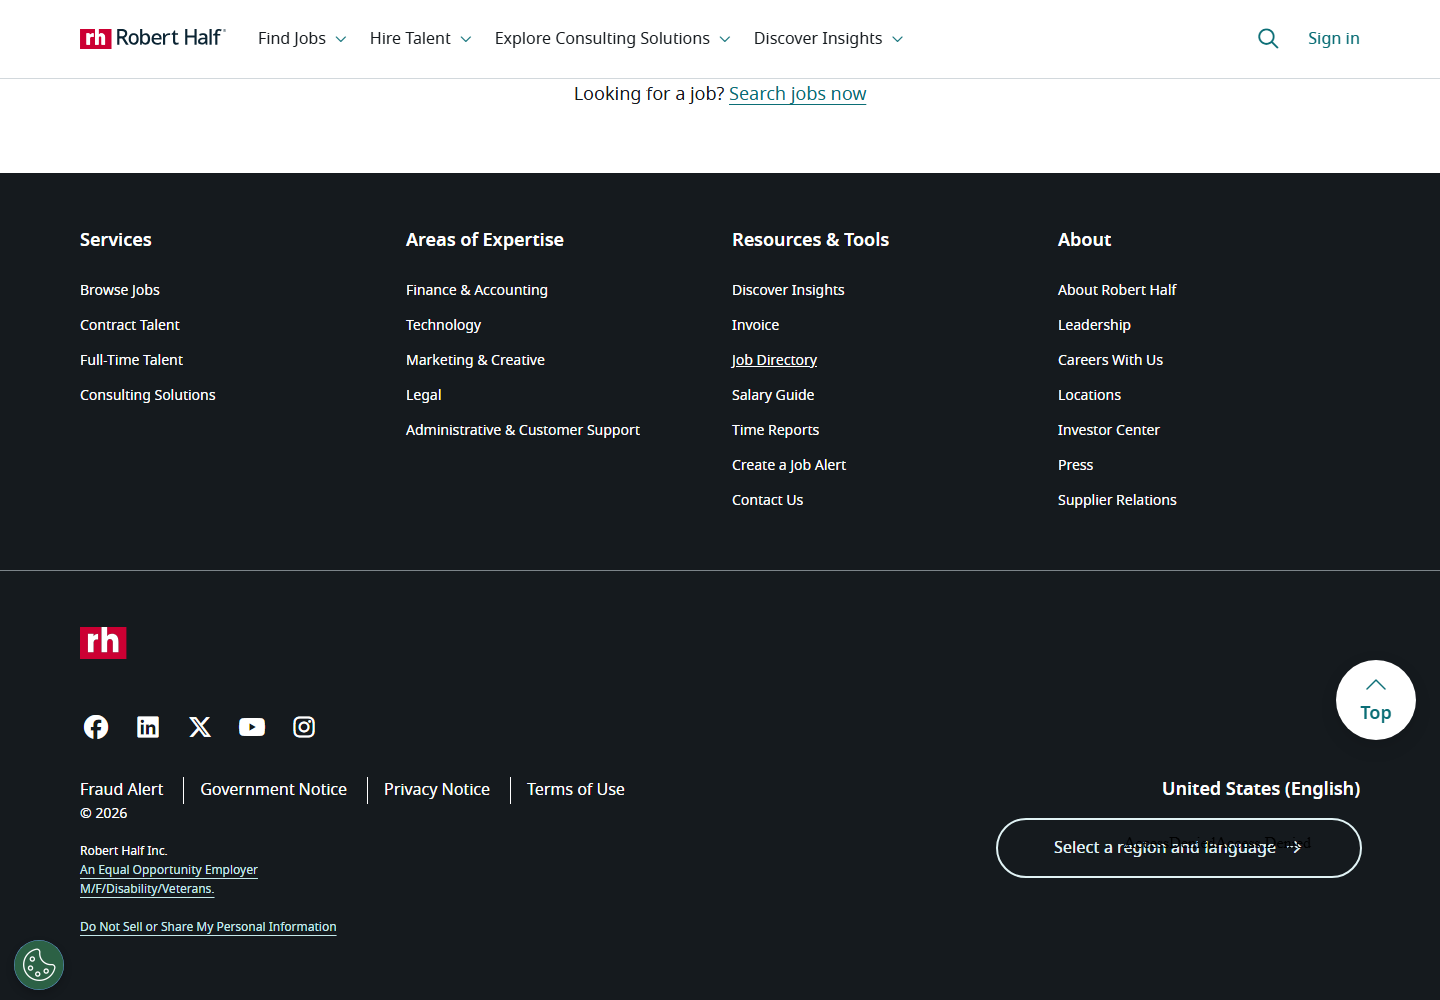 rh Robert Half® Find Jobs Hire Talent Explore Consulting Solutions Discover Insights Sign in
Looking for a job? Search jobs now
Services
Browse Jobs
Contract Talent
Full-Time Talent
Consulting Solutions
Areas of Expertise
Finance & Accounting
Technology
Marketing & Creative
Legal
Administrative & Customer Support
Resources & Tools
Discover Insights
Invoice
Job Directory
Salary Guide
Time Reports
Create a Job Alert
Contact Us
About
About Robert Half
Leadership
Careers With Us
Locations
Investor Center
Press
Supplier Relations
rh
Top
Fraud Alert Government Notice Privacy Notice Terms of Use
© 2026
Robert Half Inc.
An Equal Opportunity Employer
M/F/Disability/Veterans.
Do Not Sell or Share My Personal Information
United States (English)
Select a region and language